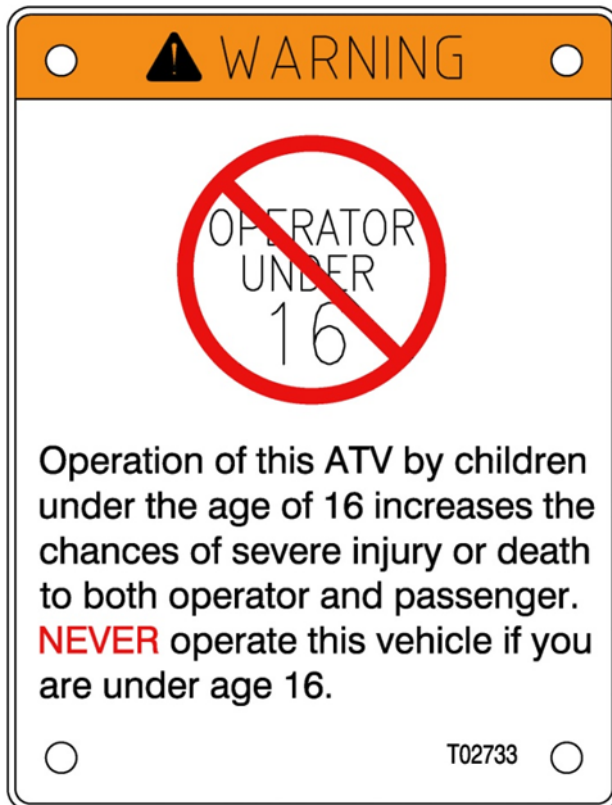 WARNING
OPERATOR
UNDER
16
Operation of this ATV by children
under the age of 16 increases the
chances of severe injury or death
to both operator and passenger.
NEVER operate this vehicle if you
are under age 16.
T02733